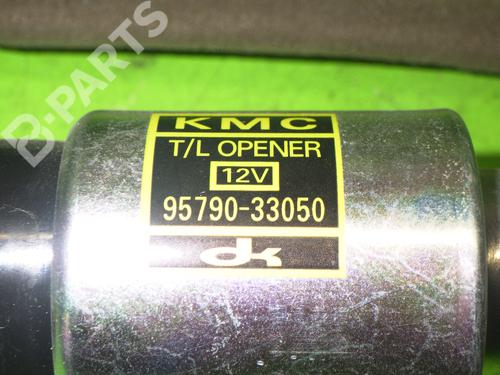 B-PARTS
KMC
T/L OPENER
12V
95790-33050
dk